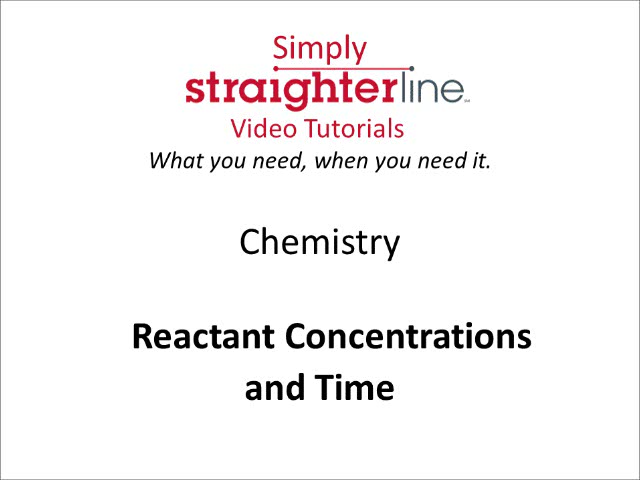 Simply
straighterline
Video Tutorials
What you need, when you need it.
Chemistry
Reactant Concentrations
and Time